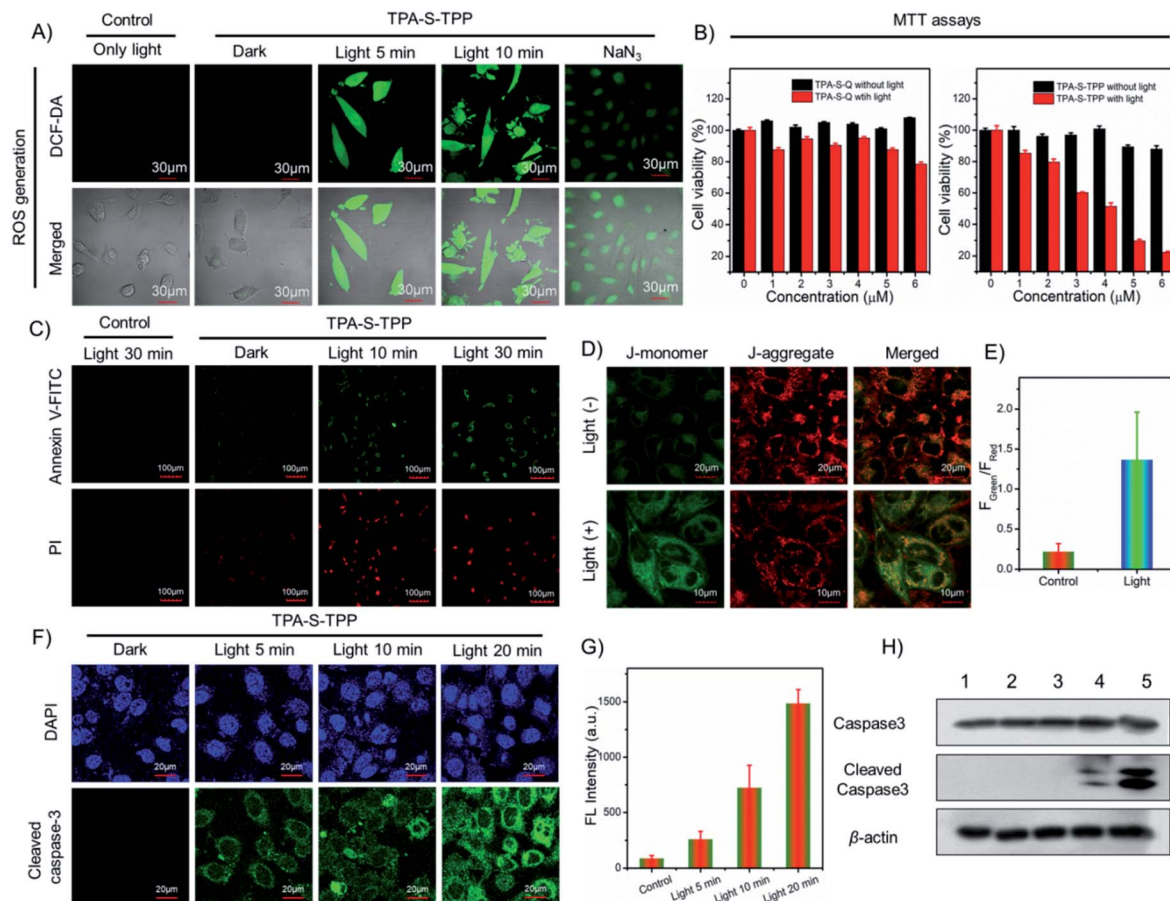 A)
Control
TPA-S-TPP
Only light
Dark
Light 5 min
Light 10 min
NaN₃
ROS generation
DCF-DA
30μm
30μm
30μm
30μm
30μm
Merged
30μm
30μm
30μm
30μm
30μm
B)
MTT assays
TPA-S-Q without light
TPA-S-Q wtih light
Cell viability (%)
120
100
80
60
40
20
0 1 2 3 4 5 6
Concentration (μM)
TPA-S-TPP without light
TPA-S-TPP with light
Cell viability (%)
120
100
80
60
40
20
0 1 2 3 4 5 6
Concentration (μM)
C)
Control
TPA-S-TPP
Light 30 min
Dark
Light 10 min
Light 30 min
Annexin V-FITC
100μm
100μm
100μm
100μm
PI
100μm
100μm
100μm
100μm
D)
J-monomer
J-aggregate
Merged
Light (-)
20μm
20μm
20μm
Light (+)
10μm
10μm
10μm
E)
F_Green/F_Red
2.0
1.5
1.0
0.5
0.0
Control
Light
F)
TPA-S-TPP
Dark
Light 5 min
Light 10 min
Light 20 min
DAPI
20μm
20μm
20μm
20μm
Cleaved
caspase-3
20μm
20μm
20μm
20μm
G)
FL Intensity (a.u.)
1500
1000
500
0
Control
Light 5 min
Light 10 min
Light 20 min
H)
1 2 3 4 5
Caspase3
Cleaved
Caspase3
β-actin